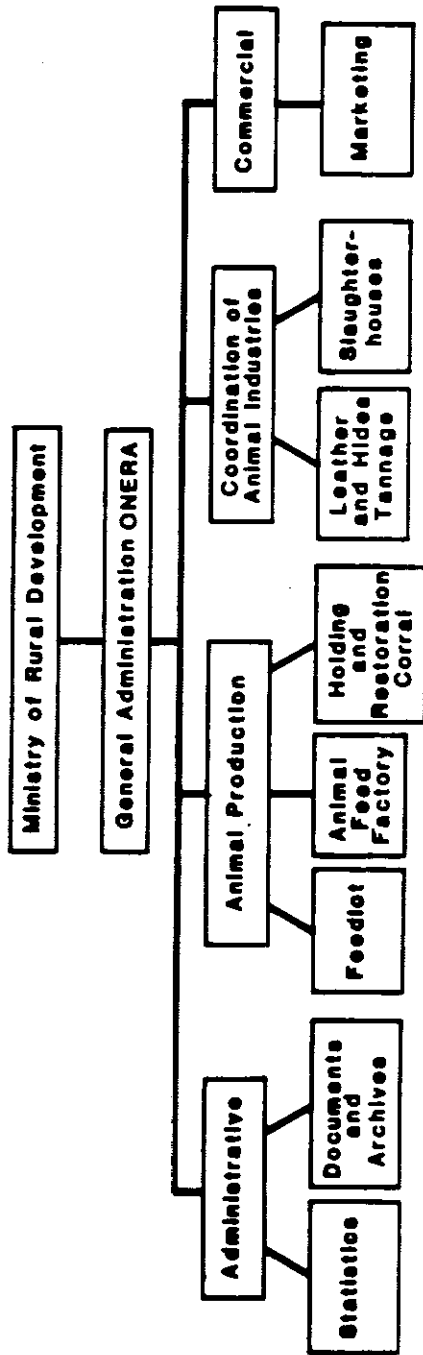 Ministry of Rural Development
General Administration ONERA
Administrative
Animal Production
Coordination of
Animal Industries
Commercial
Statistics
Documents
and
Archives
Feedlot
Animal
Feed
Factory
Holding
and
Restoration
Corral
Leather
and Hides
Tannage
Slaughter-
houses
Marketing